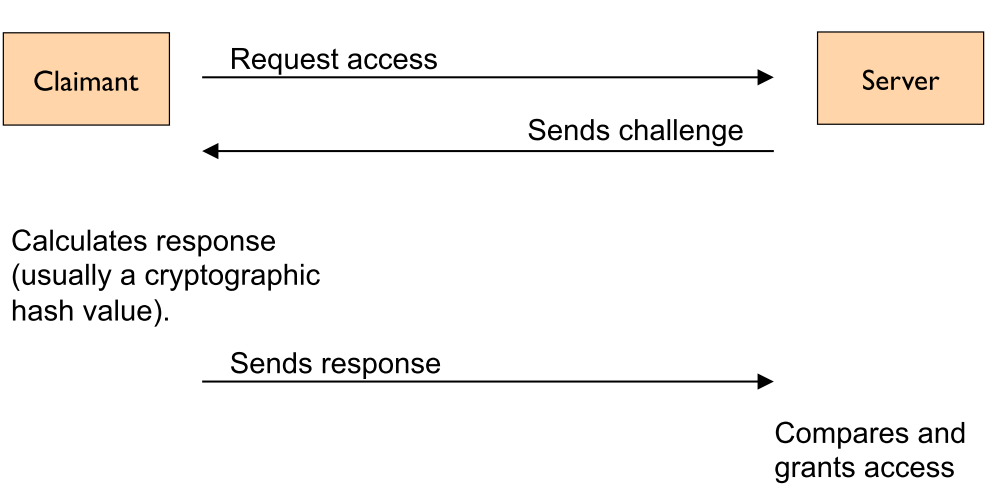 Claimant
Request access
Server
Sends challenge
Calculates response
(usually a cryptographic
hash value).
Sends response
Compares and
grants access